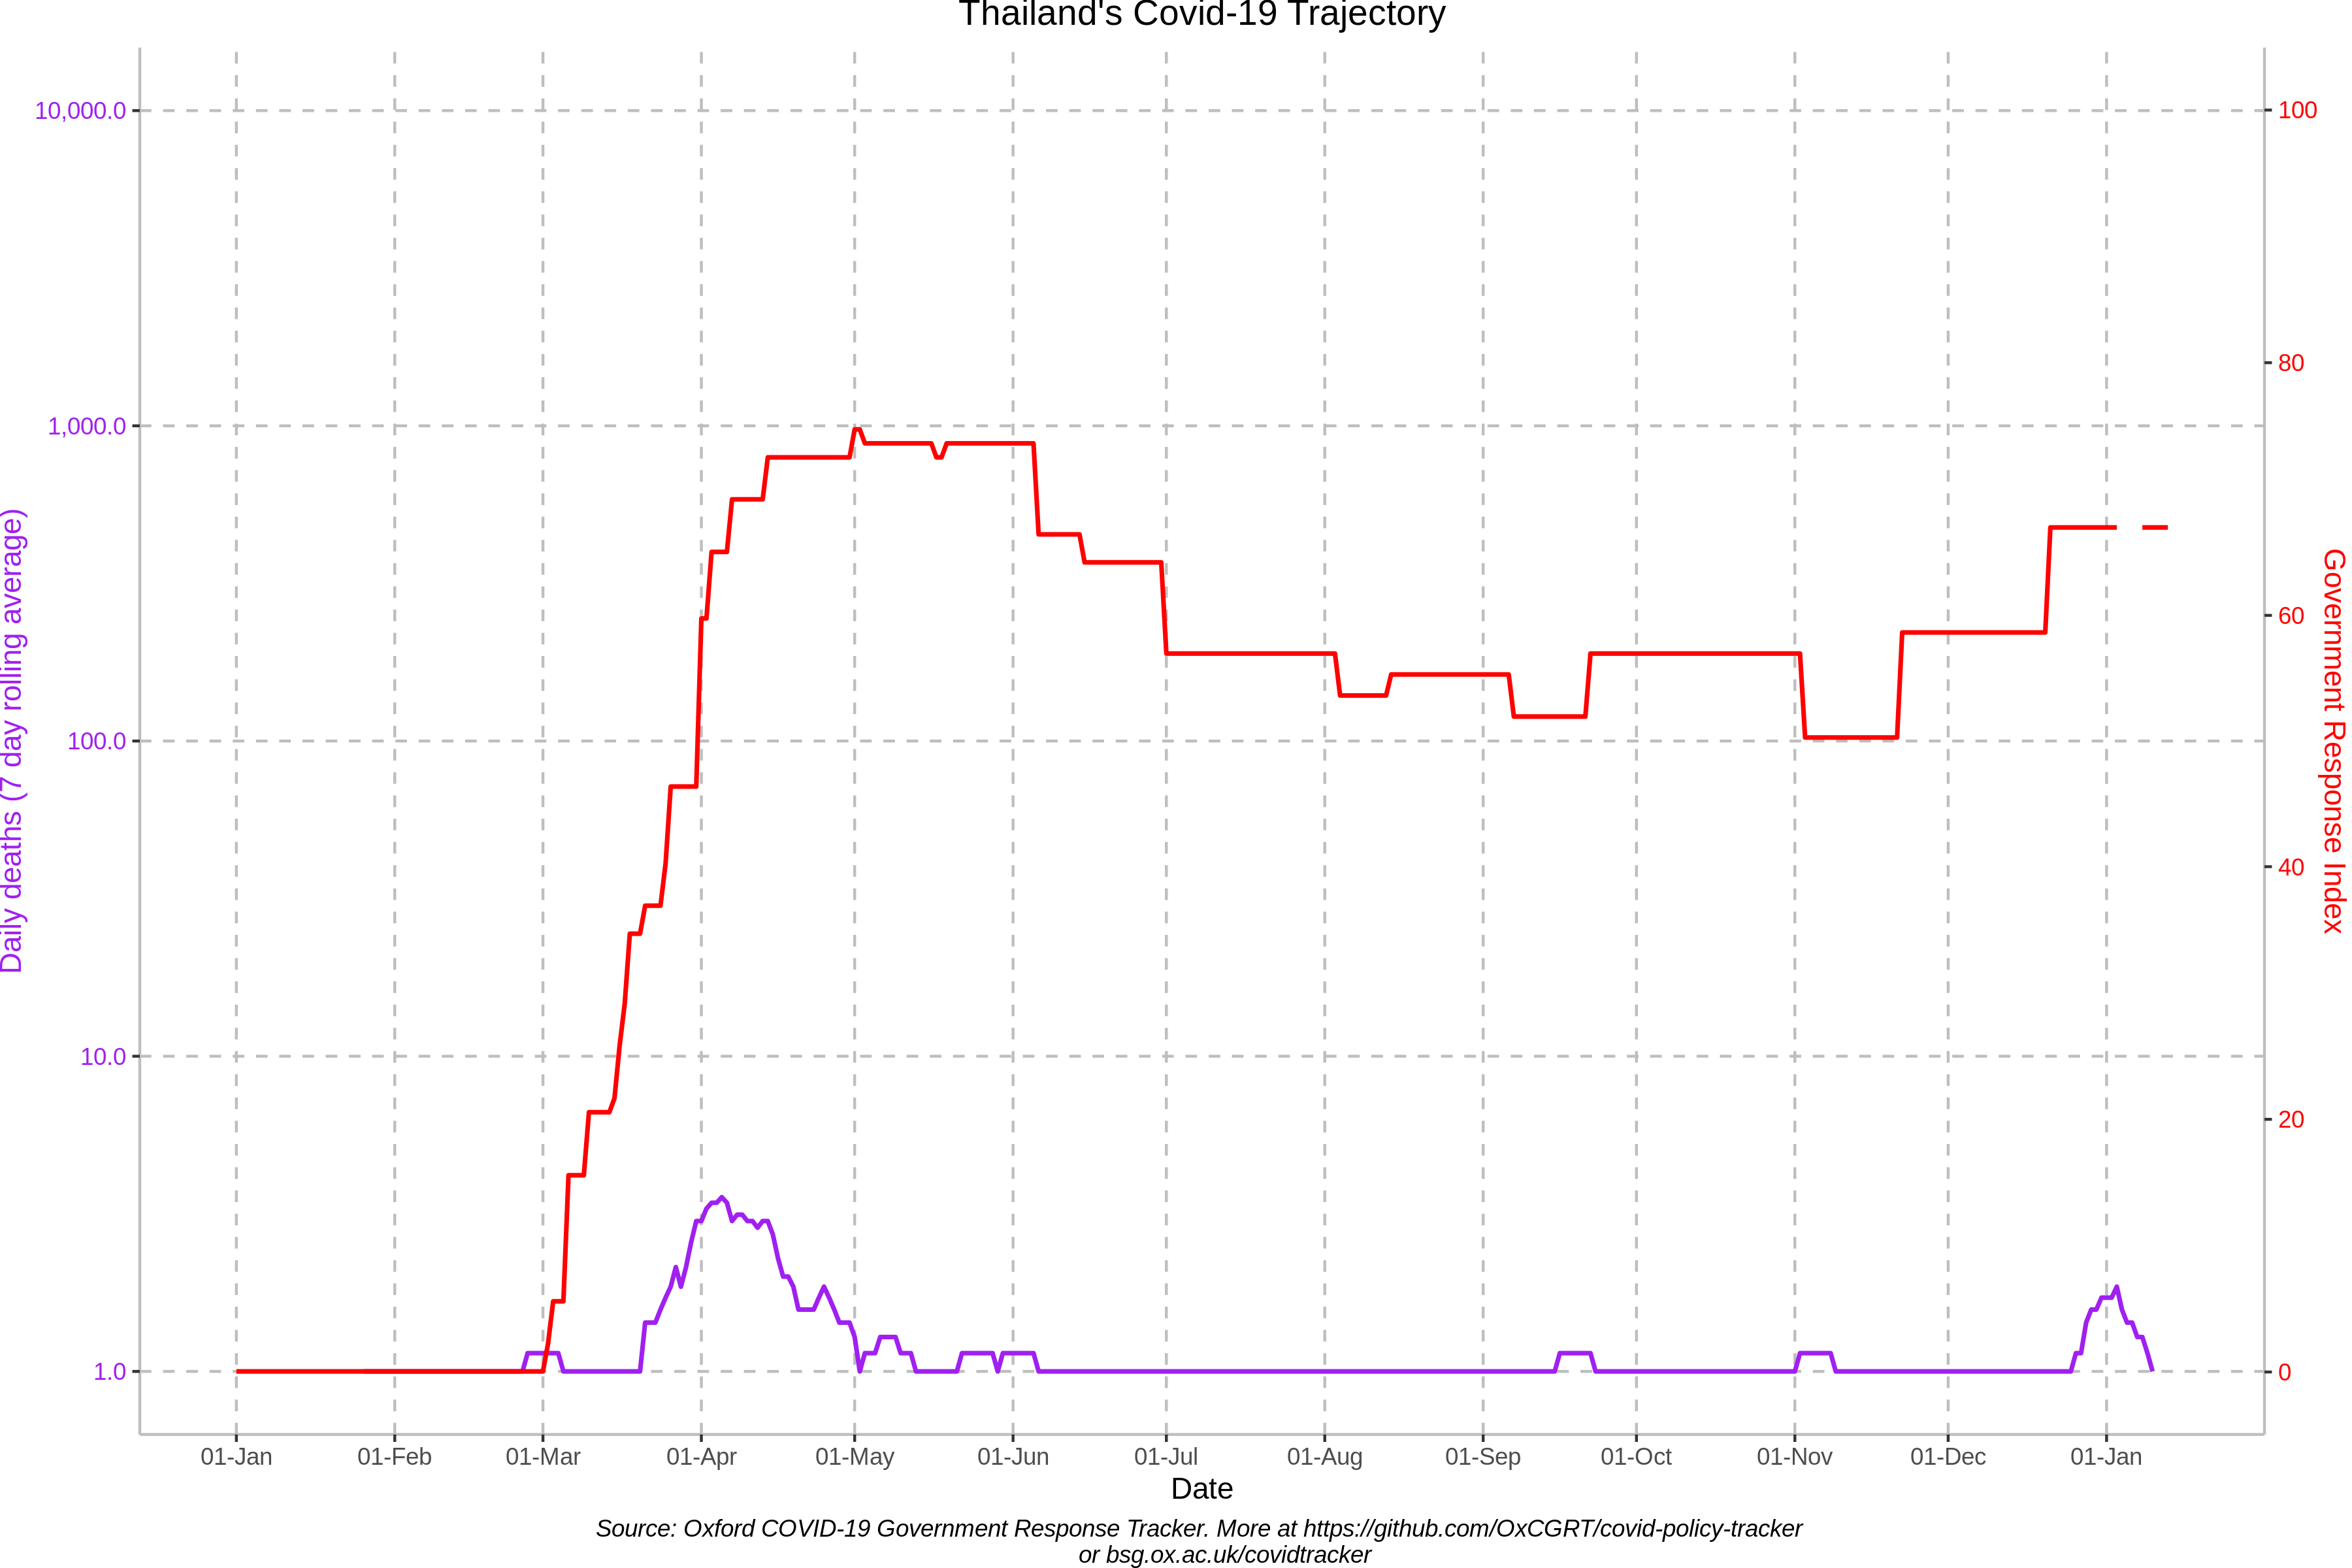 Thailand's Covid-19 Trajectory
10,000.0
1,000.0
100.0
10.0
1.0
Daily deaths (7 day rolling average)
100
80
60
40
20
0
Government Response Index
01-Jan 01-Feb 01-Mar 01-Apr 01-May 01-Jun 01-Jul 01-Aug 01-Sep 01-Oct 01-Nov 01-Dec 01-Jan
Date
Source: Oxford COVID-19 Government Response Tracker. More at https://github.com/OxCGRT/covid-policy-tracker
or bsg.ox.ac.uk/covidtracker